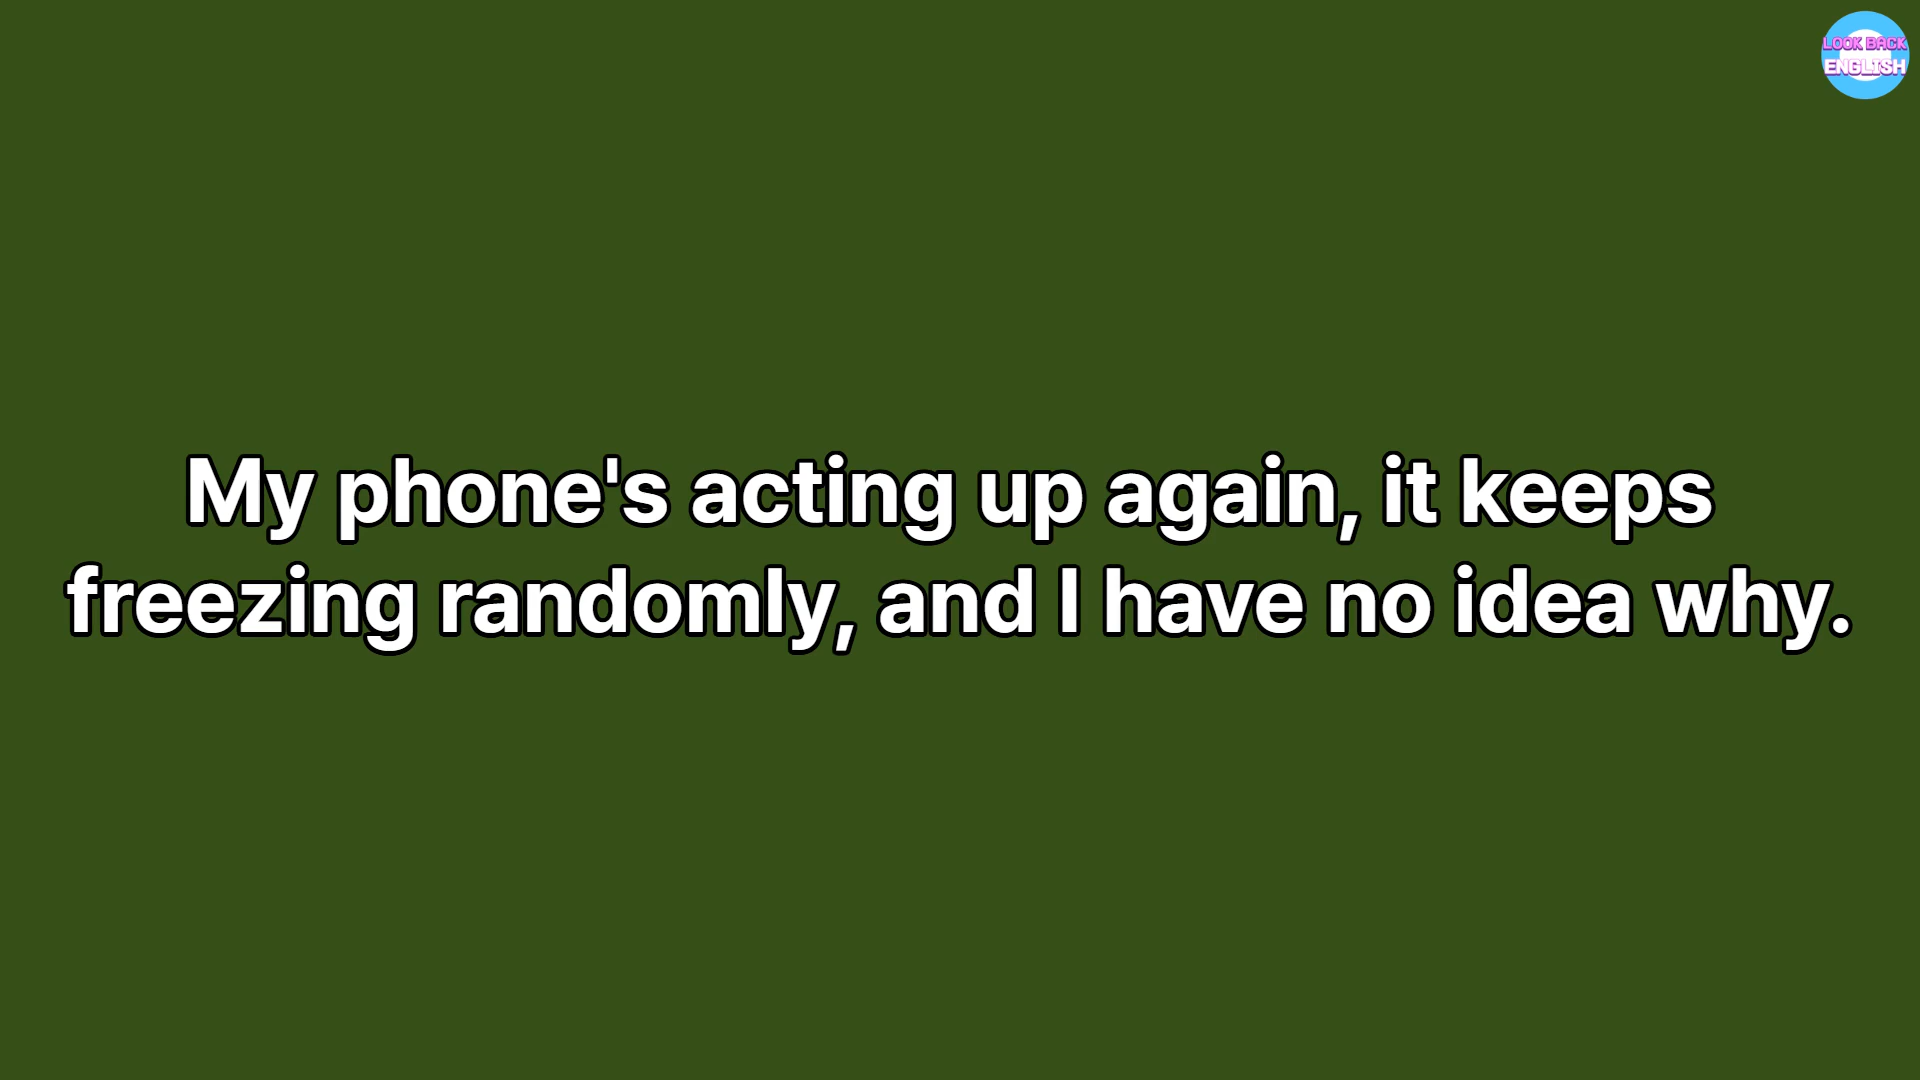 LOOK BACK
ENGLISH
My phone's acting up again, it keeps
freezing randomly, and I have no idea why.